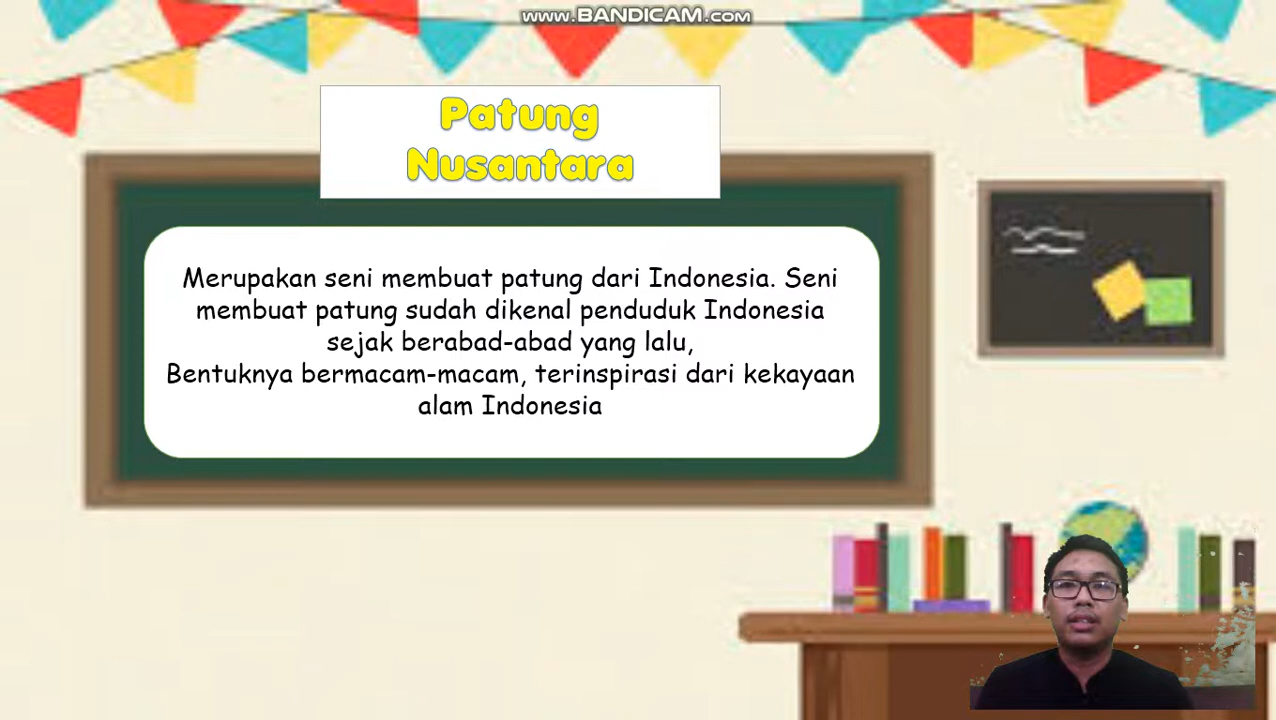 www.BANDICAM.com
Patung
Nusantara
Merupakan seni membuat patung dari Indonesia. Seni
membuat patung sudah dikenal penduduk Indonesia
sejak berabad-abad yang lalu,
Bentuknya bermacam-macam, terinspirasi dari kekayaan
alam Indonesia